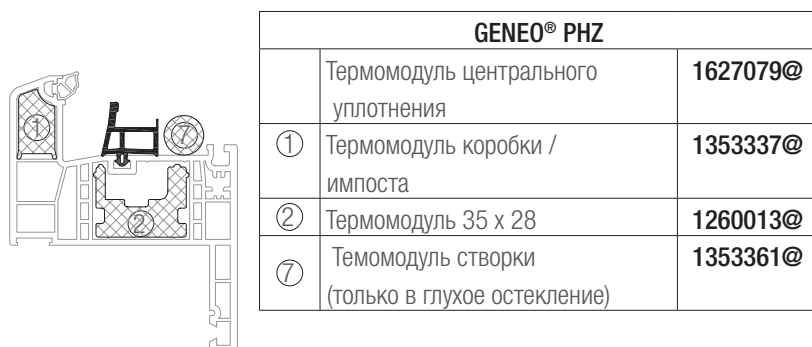 GENEO® PHZ
Термомодуль центрального 1627079@
уплотнения
① Термомодуль коробки / 1353337@
импоста
② Термомодуль 35 x 28 1260013@
⑦ Темомодуль створки 1353361@
(только в глухое остекление)
①
⑦
②